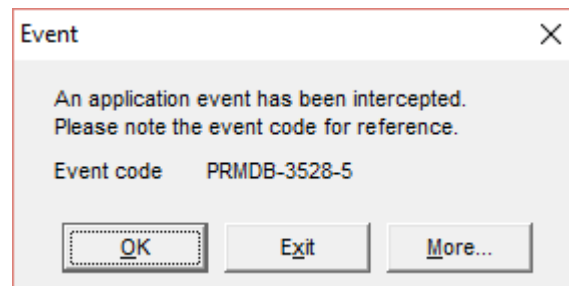 Event
An application event has been intercepted.
Please note the event code for reference.
Event code PRMDB-3528-5
OK Exit More...